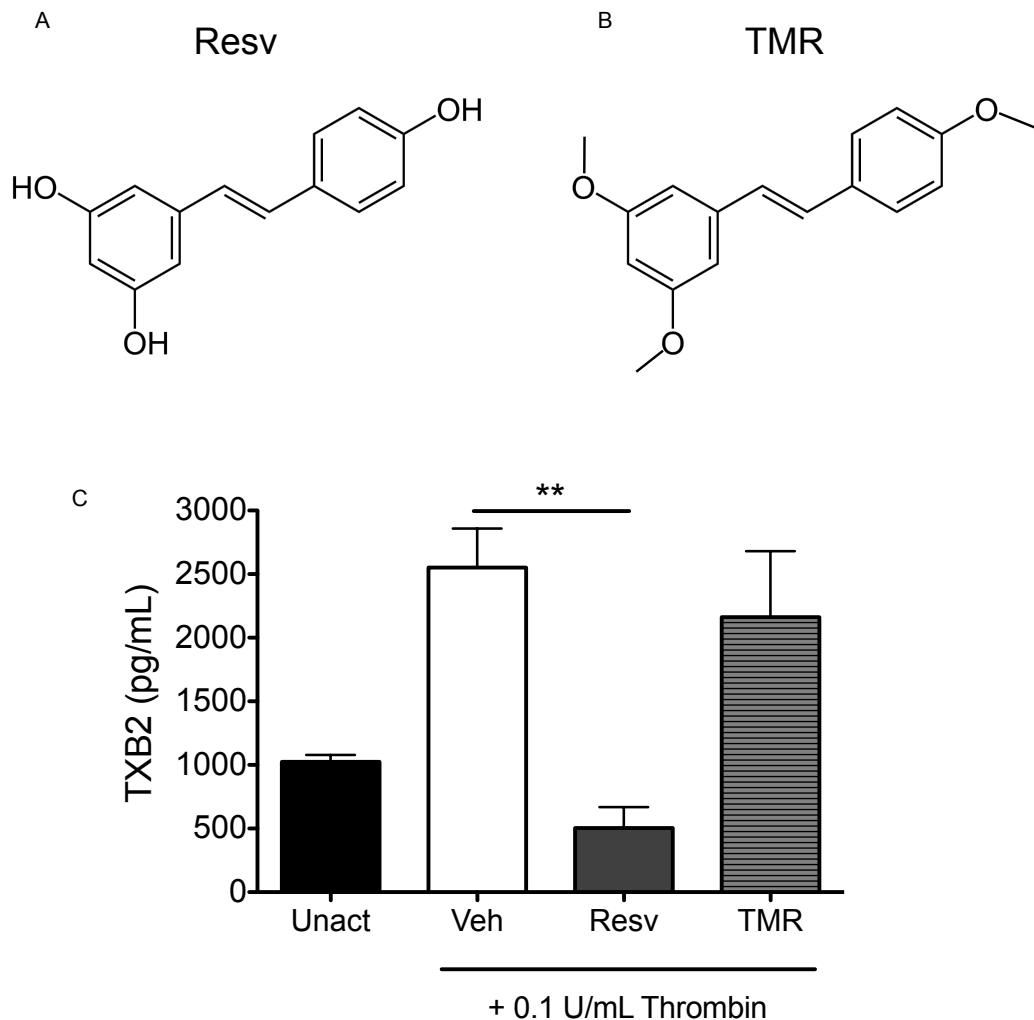 A
Resv
B
TMR
OH
HO
OH
O
O
O
C
**
3000
2500
2000
1500
1000
500
0
TXB2 (pg/mL)
Unact Veh Resv TMR
+ 0.1 U/mL Thrombin